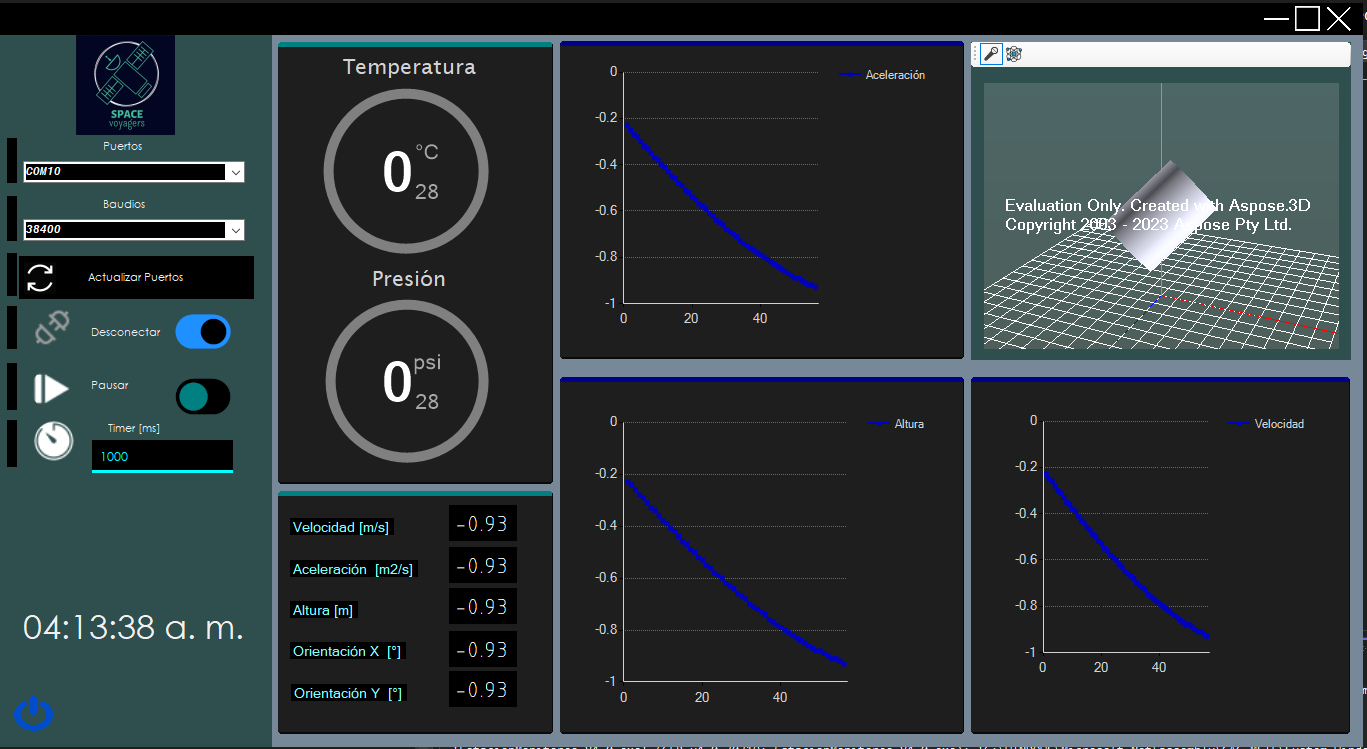 SPACE
voyagers
Puertos
COM10
Baudios
38400
Actualizar Puertos
Desconectar
Pausar
Timer [ms]
1000
04:13:38 a. m.
Temperatura
0
°C
28
Presión
0
psi
28
Velocidad [m/s]
-0.93
Aceleración [m2/s]
-0.93
Altura [m]
-0.93
Orientación X [°]
-0.93
Orientación Y [°]
-0.93
Aceleración
0
-0.2
-0.4
-0.6
-0.8
-1
0 20 40
Evaluation Only. Created with Aspose.3D
Pty Ltd.
Altura
0
-0.2
-0.4
-0.6
-0.8
-1
0 20 40
Velocidad
0
-0.2
-0.4
-0.6
-0.8
-1
0 20 40